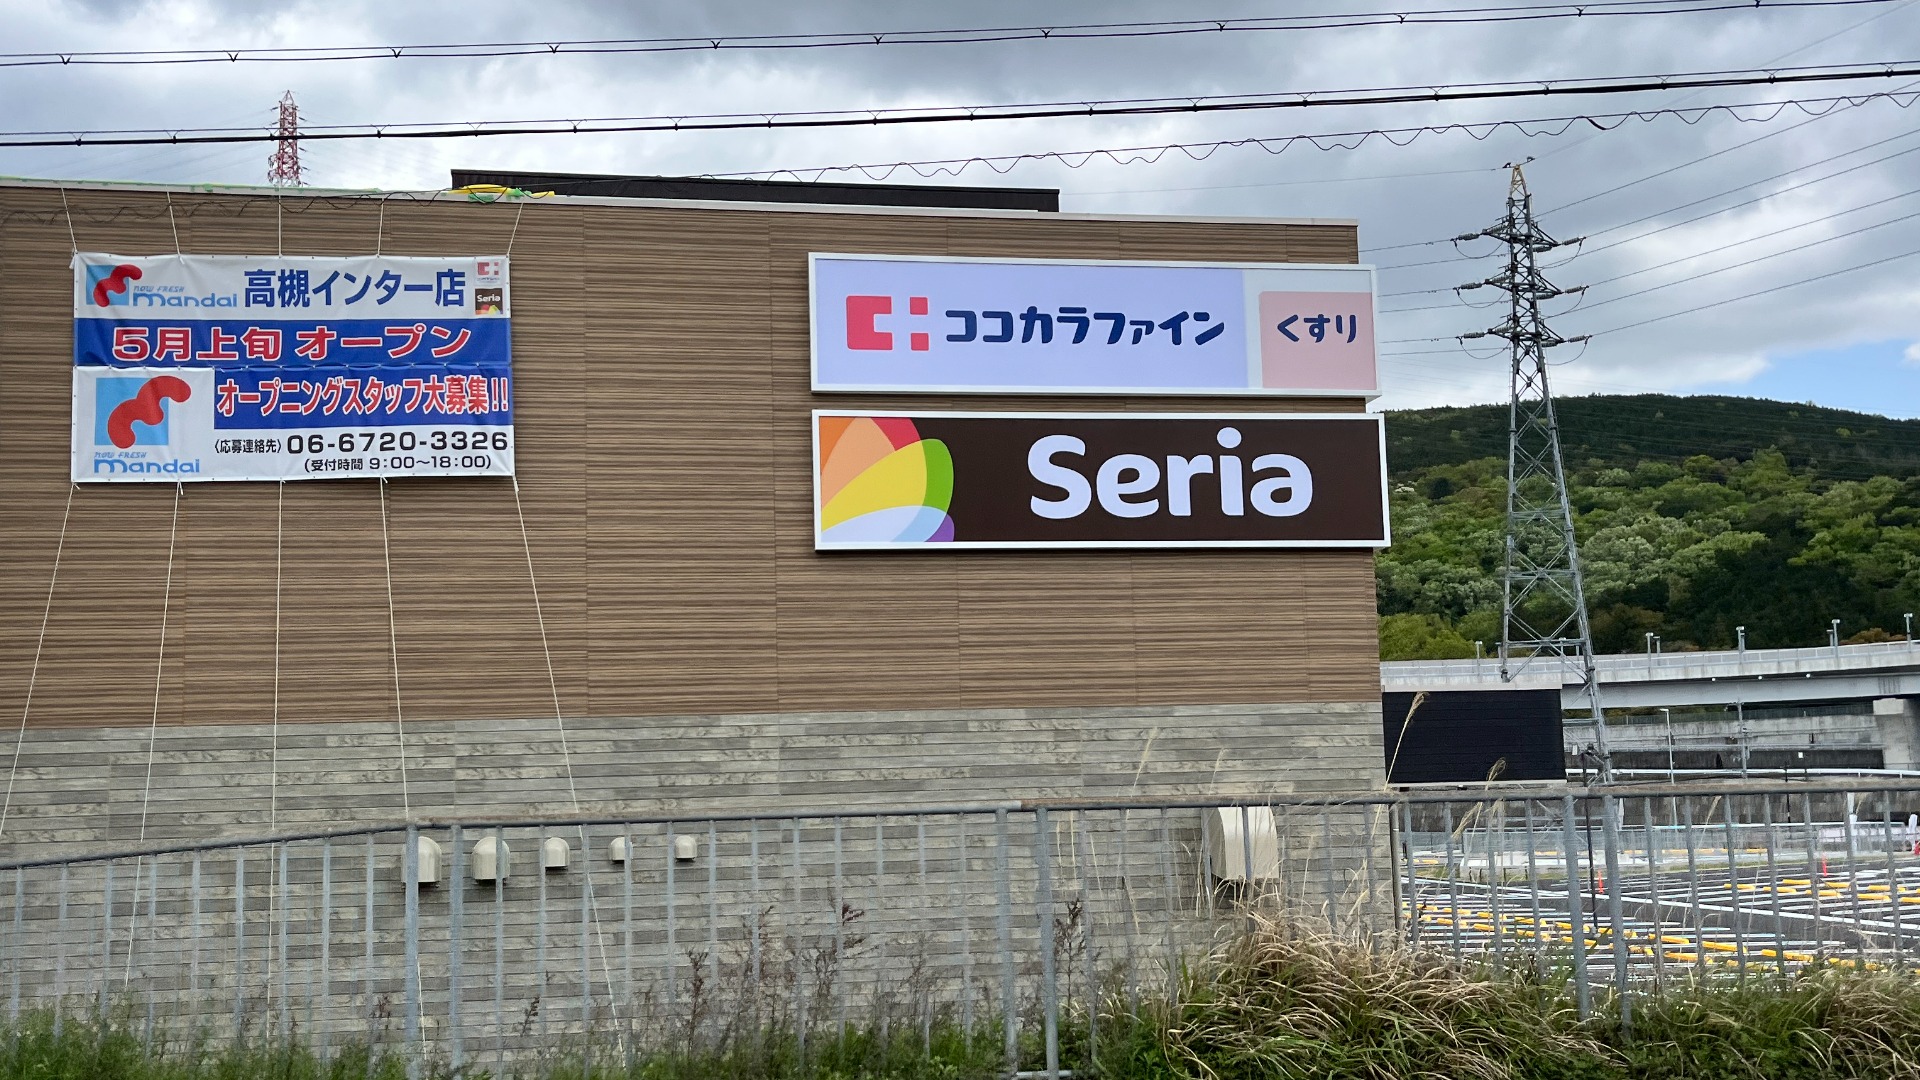 NOW FRESH
mandai 高槻インター店
Seria
5月上旬 オープン
オープニングスタッフ大募集!!
〈応募連絡先〉 06-6720-3326
(受付時間 9:00〜18:00)
NOW FRESH
mandai
ココカラファイン くすり
Seria